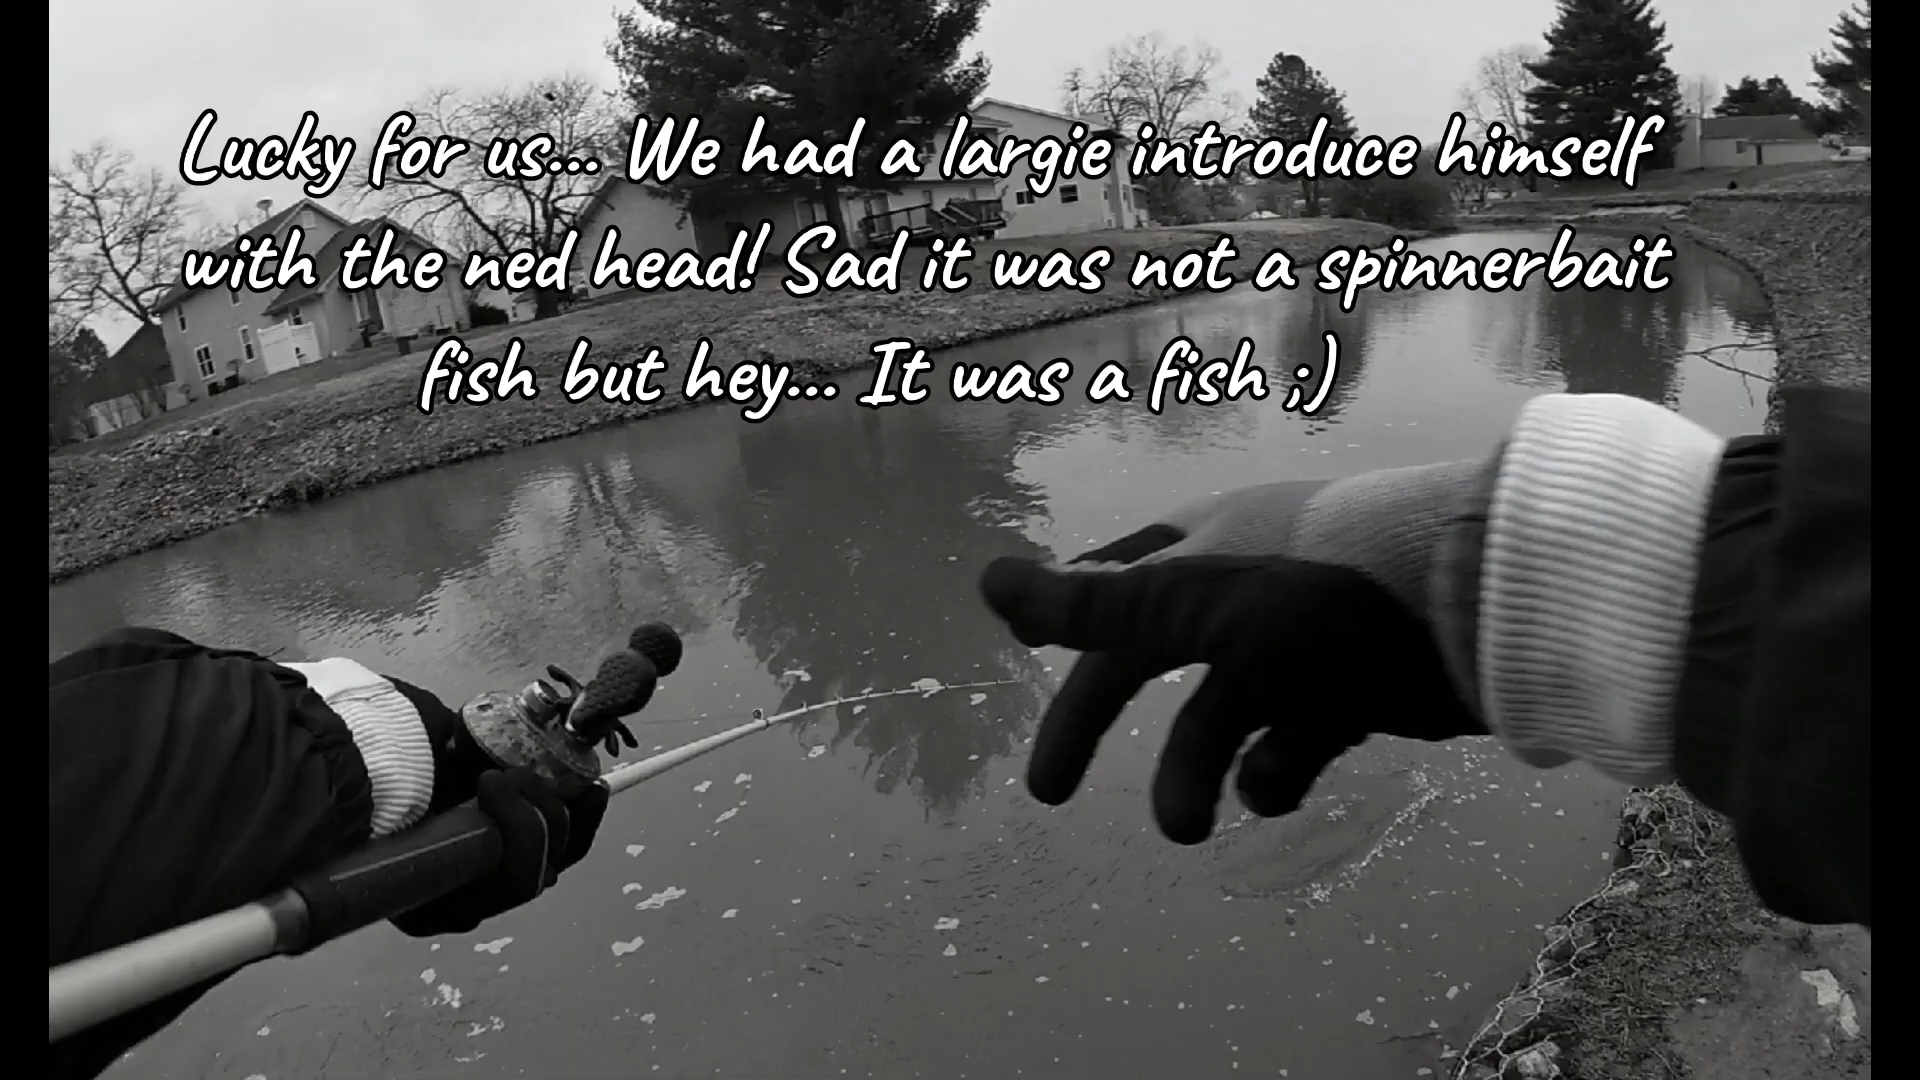 Lucky for us... We had a largie introduce himself
with the ned head! Sad it was not a spinnerbait
fish but hey... It was a fish ;)